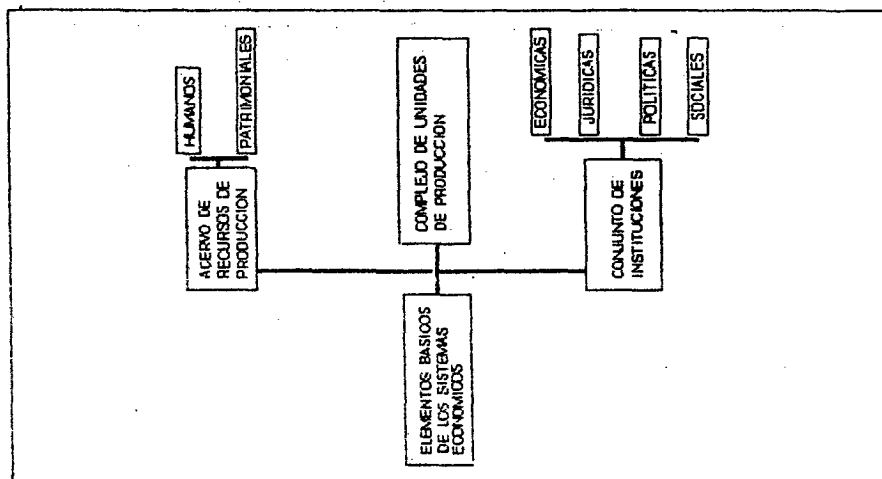 ELEMENTOS BASICOS
DE LOS SISTEMAS
ECONOMICOS
ACERVO DE
RECURSOS DE
PRODUCCION
HUMANOS
PATRIMONIALES
COMPLEJO DE UNIDADES
DE PRODUCCION
CONJUNTO DE
INSTITUCIONES
ECONOMICAS
JURIDICAS
POLITICAS
SOCIALES